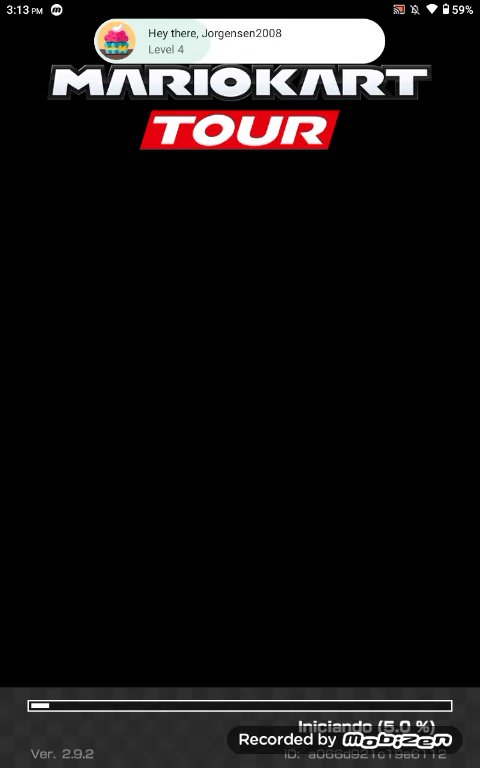 3:13 PM
59%
Hey there, Jorgensen2008
Level 4
MARIOKART
TOUR
Iniciando (5.0 %)
Recorded by mobizen
Ver. 2.9.2